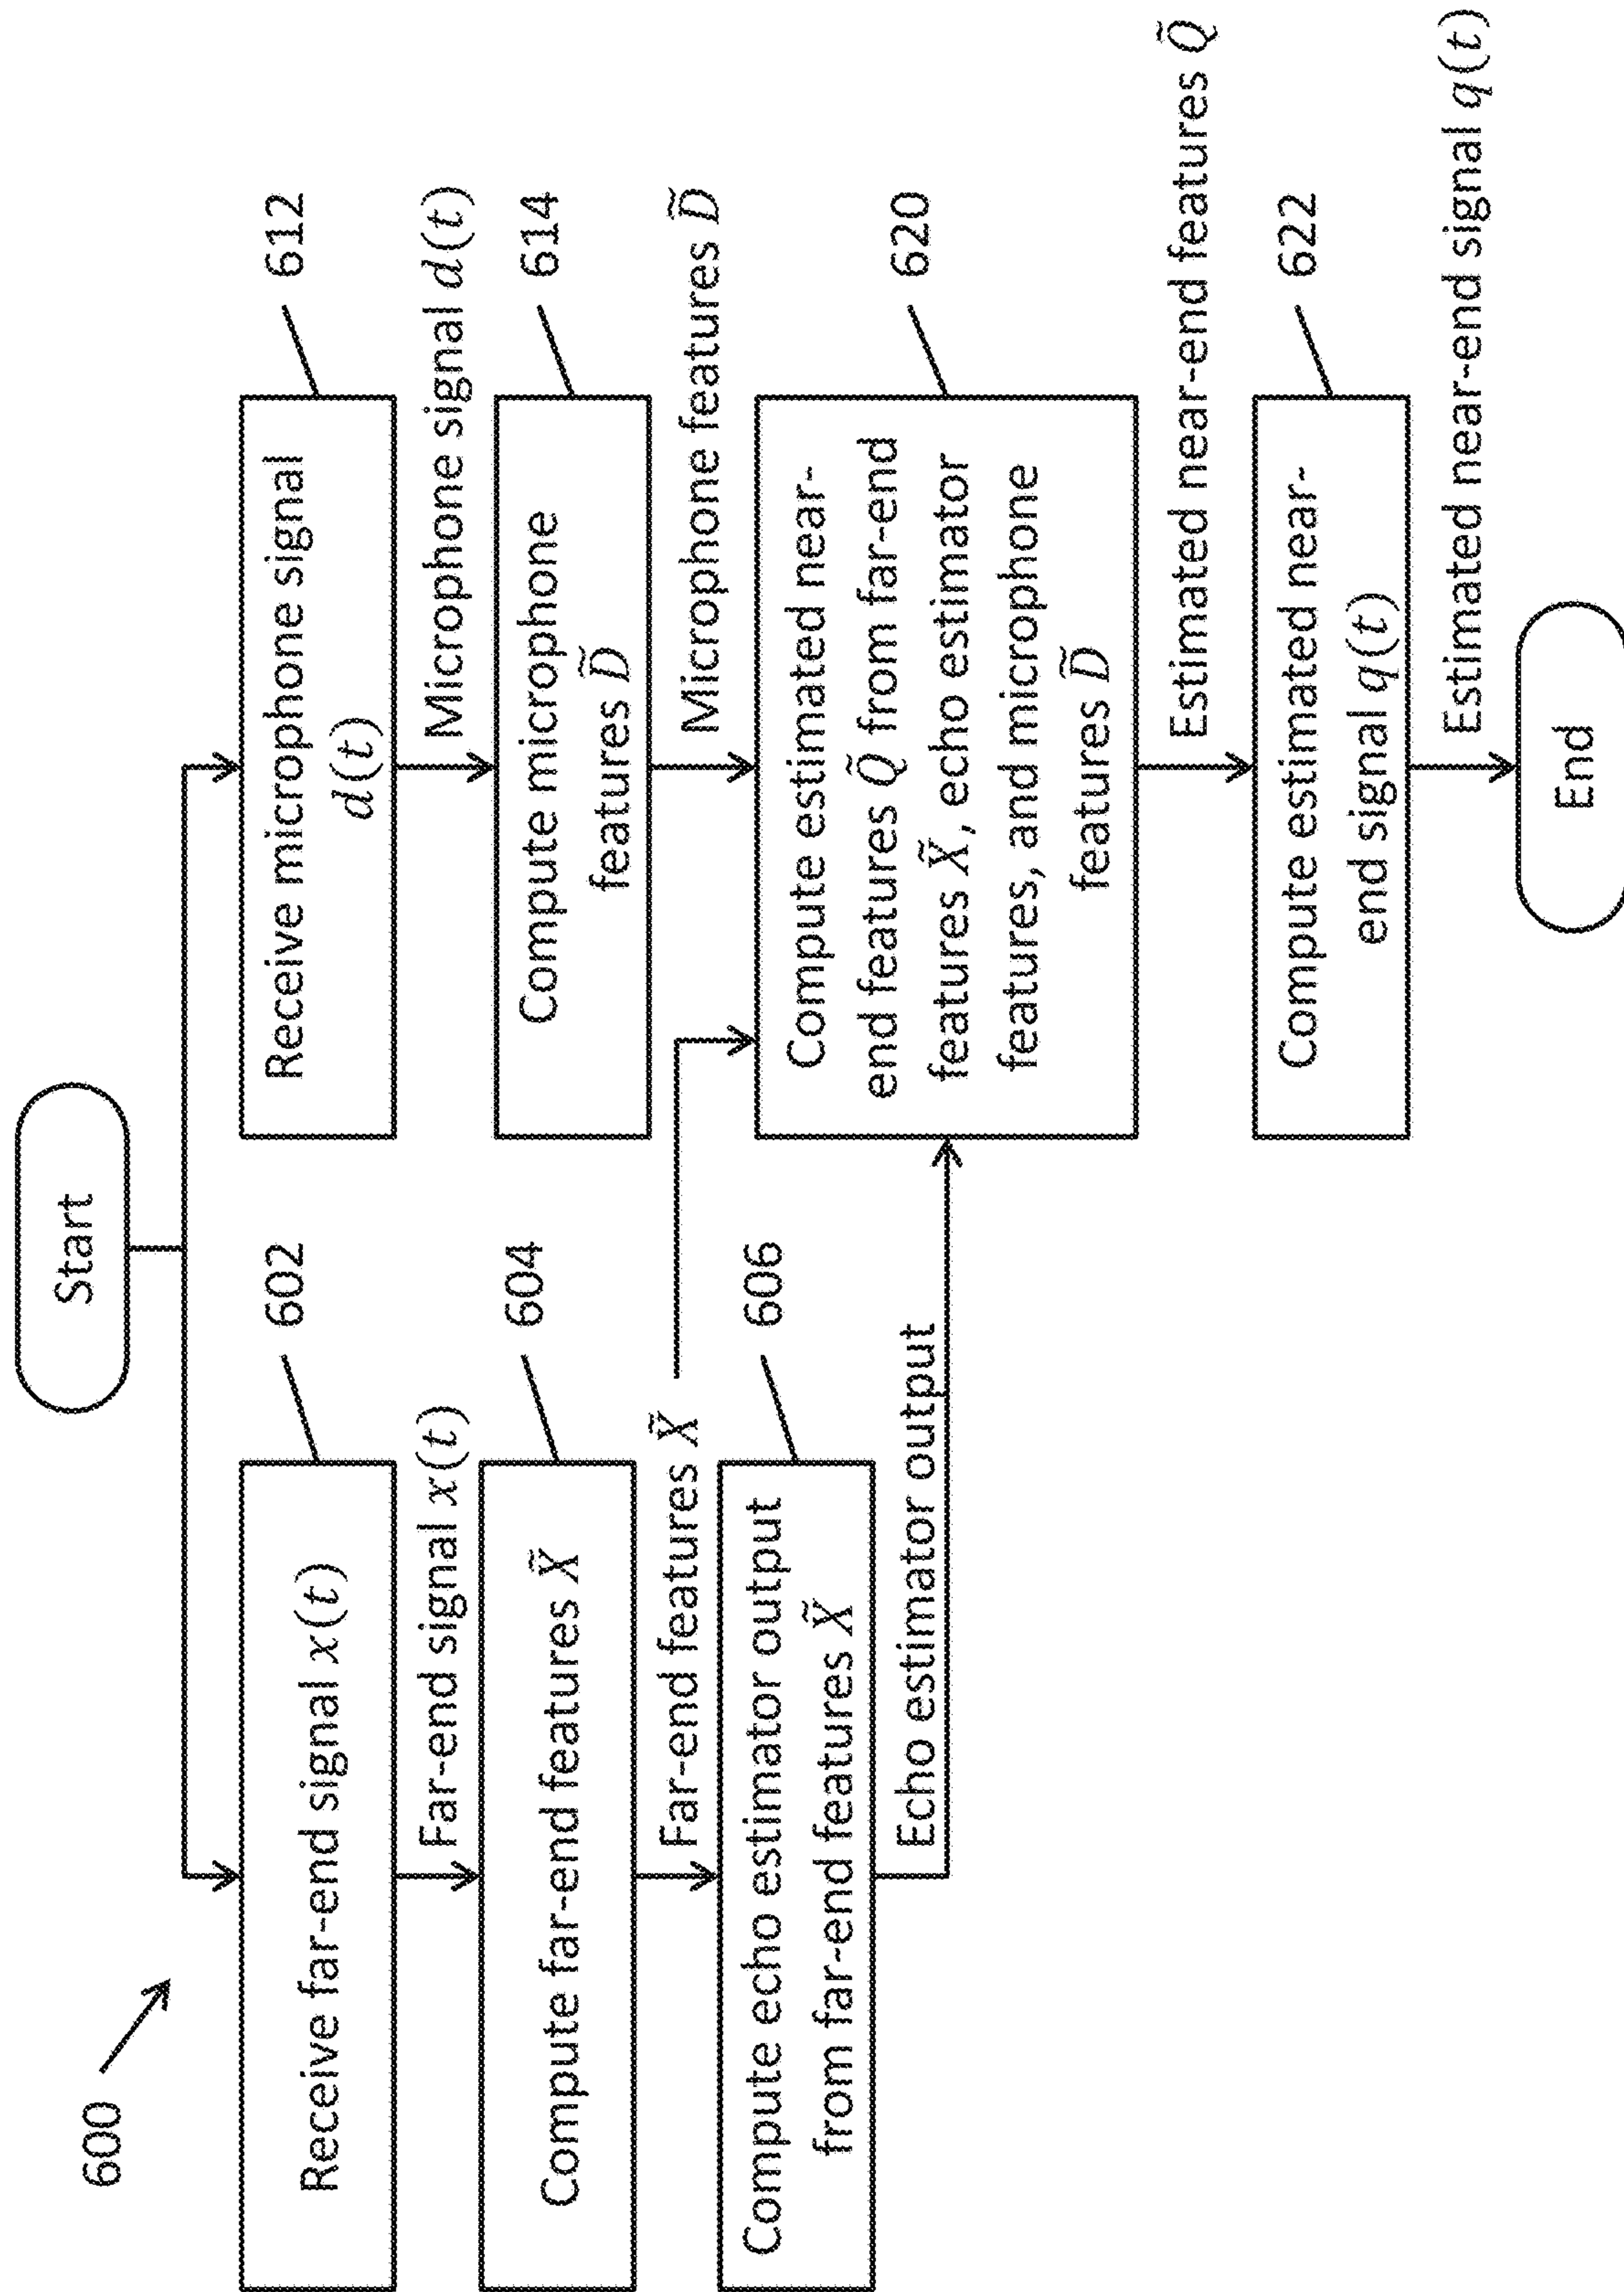 600
Start
Receive far-end signal x(t)
602
Far-end signal x(t)
Compute far-end features X̃
604
Far-end features X̃
Compute echo estimator output
from far-end features X̃
606
Echo estimator output
Receive microphone signal
d(t)
612
Microphone signal d(t)
Compute microphone
features D̃
614
Microphone features D̃
Compute estimated near-
end features Q̃ from far-end
features X̃, echo estimator
features, and microphone
features D̃
620
Estimated near-end features Q̃
Compute estimated near-
end signal q(t)
622
Estimated near-end signal q(t)
End